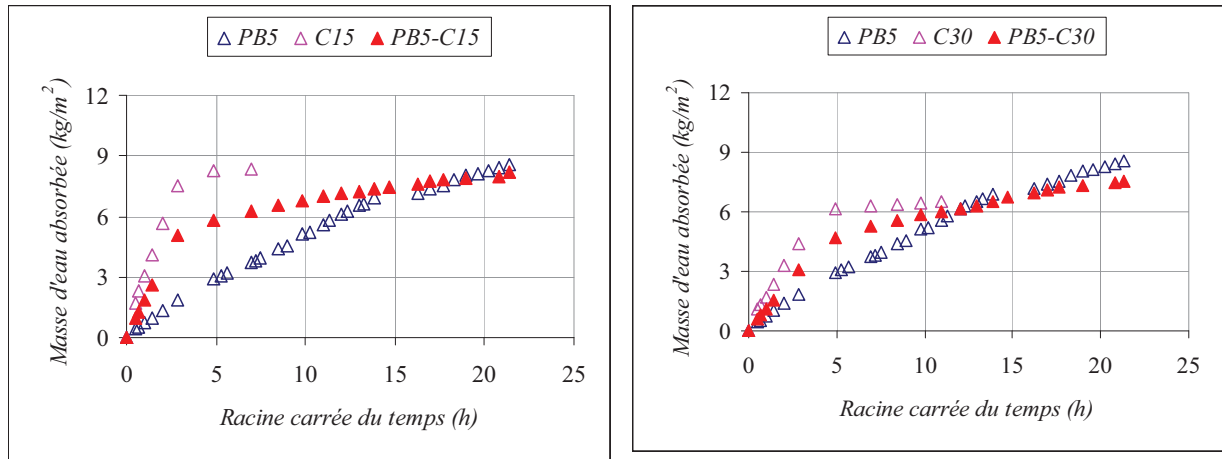 PB5 C15 PB5-C15
Masse d'eau absorbée (kg/m²)
12
9
6
3
0
0 5 10 15 20 25
Racine carrée du temps (h)
PB5 C30 PB5-C30
Masse d'eau absorbée (kg/m²)
12
9
6
3
0
0 5 10 15 20 25
Racine carrée du temps (h)